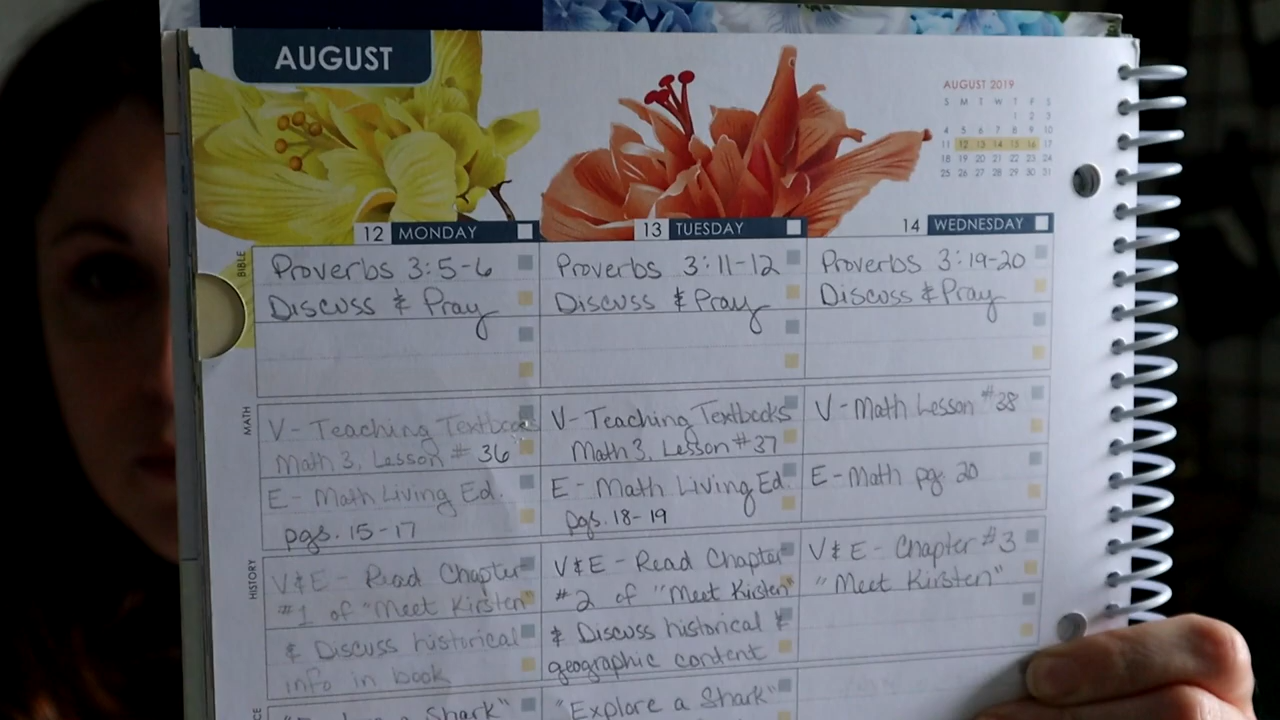 AUGUST
AUGUST 2019
S M T W T F S
1 2 3
4 5 6 7 8 9 10
11 12 13 14 15 16 17
18 19 20 21 22 23 24
25 26 27 28 29 30 31
12 MONDAY
13 TUESDAY
14 WEDNESDAY
BIBLE
Proverbs 3:5-6
Discuss & Pray
Proverbs 3:11-12
Discuss & Pray
Proverbs 3:19-20
Discuss & Pray
MATH
V- Teaching Textbooks
Math 3, Lesson # 36
E - Math Living Ed.
pgs. 15-17
V- Teaching Textbooks
Math 3, Lesson #37
E - Math Living Ed.
pgs. 18-19
V - Math Lesson #38
E - Math pg. 20
HISTORY
V & E - Read Chapter
#1 of "Meet Kirsten"
& Discuss historical
info in book
V & E - Read Chapter
#2 of "Meet Kirsten"
& Discuss historical &
geographic content
V & E - Chapter #3
"Meet Kirsten"
"Explore a Shark"
"Explore a Shark"